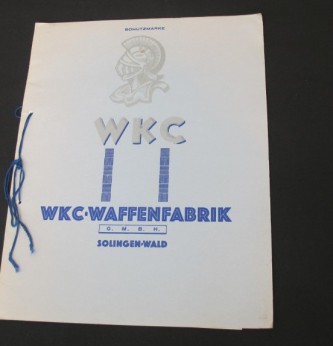 SCHUTZMARKE
WKC
WKC-WAFFENFABRIK
G. M. B. H.
SOLINGEN-WALD